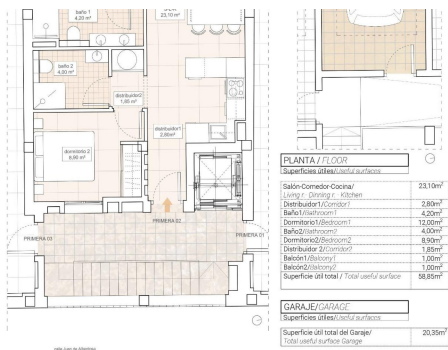 baño 1
4,20 m²
23.10 m²
baño 2
4,00 m²
distribuidor2
1,85 m²
distribuidor1
2,80m²
dormitorio 2
8,90 m²
PRIMERA 02
PRIMERA 03
PRIMERA 01
PLANTA / FLOOR
Superficies útiles/Useful surfaces
Salón-Comedor-Cocina/ 23,10m²
Living r.- Dinning r.- Kitchen
Distribuidor1/Corridor1 2,80m²
Baño1/Bathroom1 4,20m²
Dormitorio1/Bedroom1 12,00m²
Baño2/Bathroom2 4,00m²
Dormitorio2/Bedroom2 8,90m²
Distribuidor 2/Corridor2 1,85m²
Balcón1/Balcony1 1,00m²
Balcón2/Balcony2 1,00m²
Superficie útil total / Total useful surface 58,85m²
GARAJE/GARAGE
Superficies útiles/Useful surfaces
Superficie útil total del Garaje/ 20,35m²
Total useful surface Garage
calle Juan de